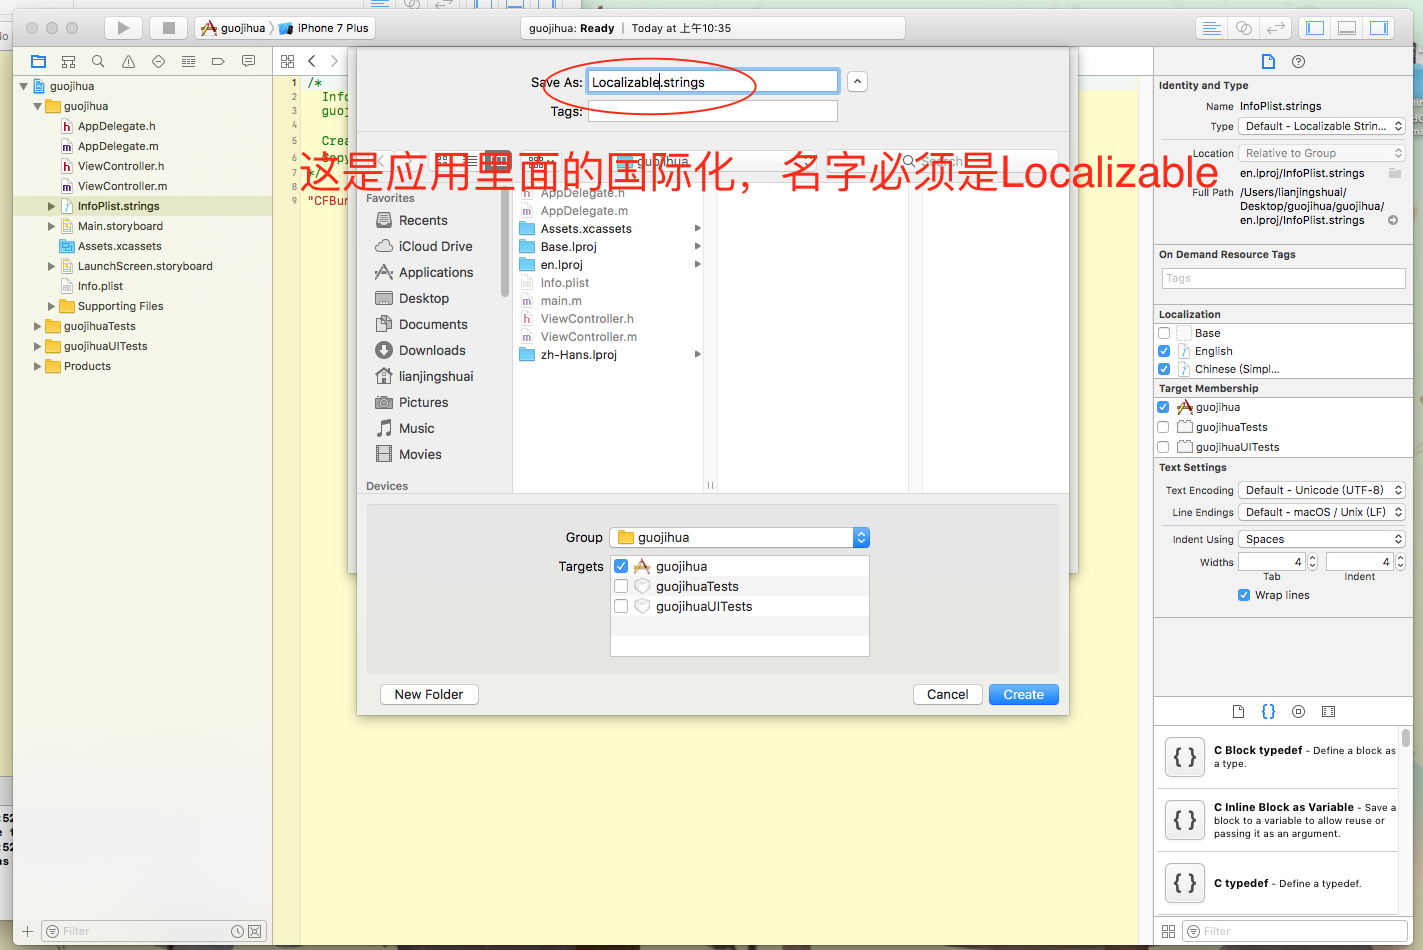 guojihua
iPhone 7 Plus
guojihua: Ready
Today at 上午10:35
guojihua
guojihua
AppDelegate.h
AppDelegate.m
ViewController.h
ViewController.m
InfoPlist.strings
Main.storyboard
Assets.xcassets
LaunchScreen.storyboard
Info.plist
Supporting Files
guojihuaTests
guojihuaUITests
Products
Filter
1 /*
2 Info
3 guoj
4
5 Crea
6 Copy
7 */
8
9 "CFBun
Save As: Localizable.strings
Tags:
guojihua
Search
这是应用里面的国际化，名字必须是Localizable
Favorites
Recents
iCloud Drive
Applications
Desktop
Documents
Downloads
lianjingshuai
Pictures
Music
Movies
Devices
AppDelegate.h
AppDelegate.m
Assets.xcassets
Base.lproj
en.lproj
Info.plist
main.m
ViewController.h
ViewController.m
zh-Hans.lproj
Group guojihua
Targets guojihua
guojihuaTests
guojihuaUITests
New Folder
Cancel
Create
Identity and Type
Name InfoPlist.strings
Type Default - Localizable Strin...
Location Relative to Group
en.lproj/InfoPlist.strings
Full Path /Users/lianjingshuai/
Desktop/guojihua/guojihua/
en.lproj/InfoPlist.strings
On Demand Resource Tags
Tags
Localization
Base
English
Chinese (Simpl...
Target Membership
guojihua
guojihuaTests
guojihuaUITests
Text Settings
Text Encoding Default - Unicode (UTF-8)
Line Endings Default - macOS / Unix (LF)
Indent Using Spaces
Widths 4 4
Tab Indent
Wrap lines
{ } C Block typedef - Define a block as
a type.
{ } C Inline Block as Variable - Save a
block to a variable to allow reuse or
passing it as an argument.
{ } C typedef - Define a typedef.
Filter